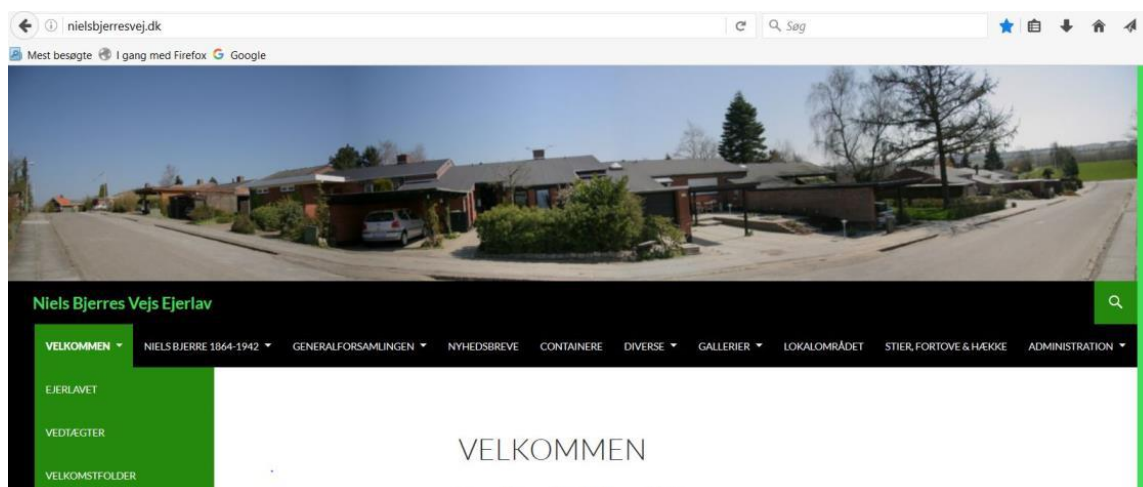 nielsbjerresvej.dk
Søg
Mest besøgte I gang med Firefox Google
Niels Bjerres Vejs Ejerlav
VELKOMMEN NIELS BJERRE 1864-1942 GENERALFORSAMLINGEN NYHEDSBREVE CONTAINERE DIVERSE GALLERIER LOKALOMRÅDET STIER, FORTOVE & HÆKKE ADMINISTRATION
EJERLAVET
VEDTÆGTER
VELKOMSTFOLDER
VELKOMMEN